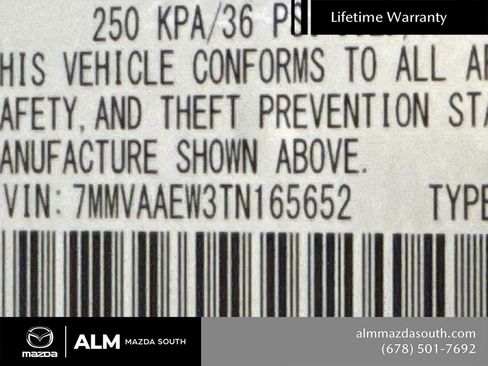 Lifetime Warranty
250 KPA/36
HIS VEHICLE CONFORMS TO ALL
AFETY, AND THEFT PREVENTION STA
ANUFACTURE SHOWN ABOVE.
VIN: 7MMVAAEW3TN165652 TYPE
mazda
ALM MAZDA SOUTH
almmazdasouth.com
(678) 501-7692